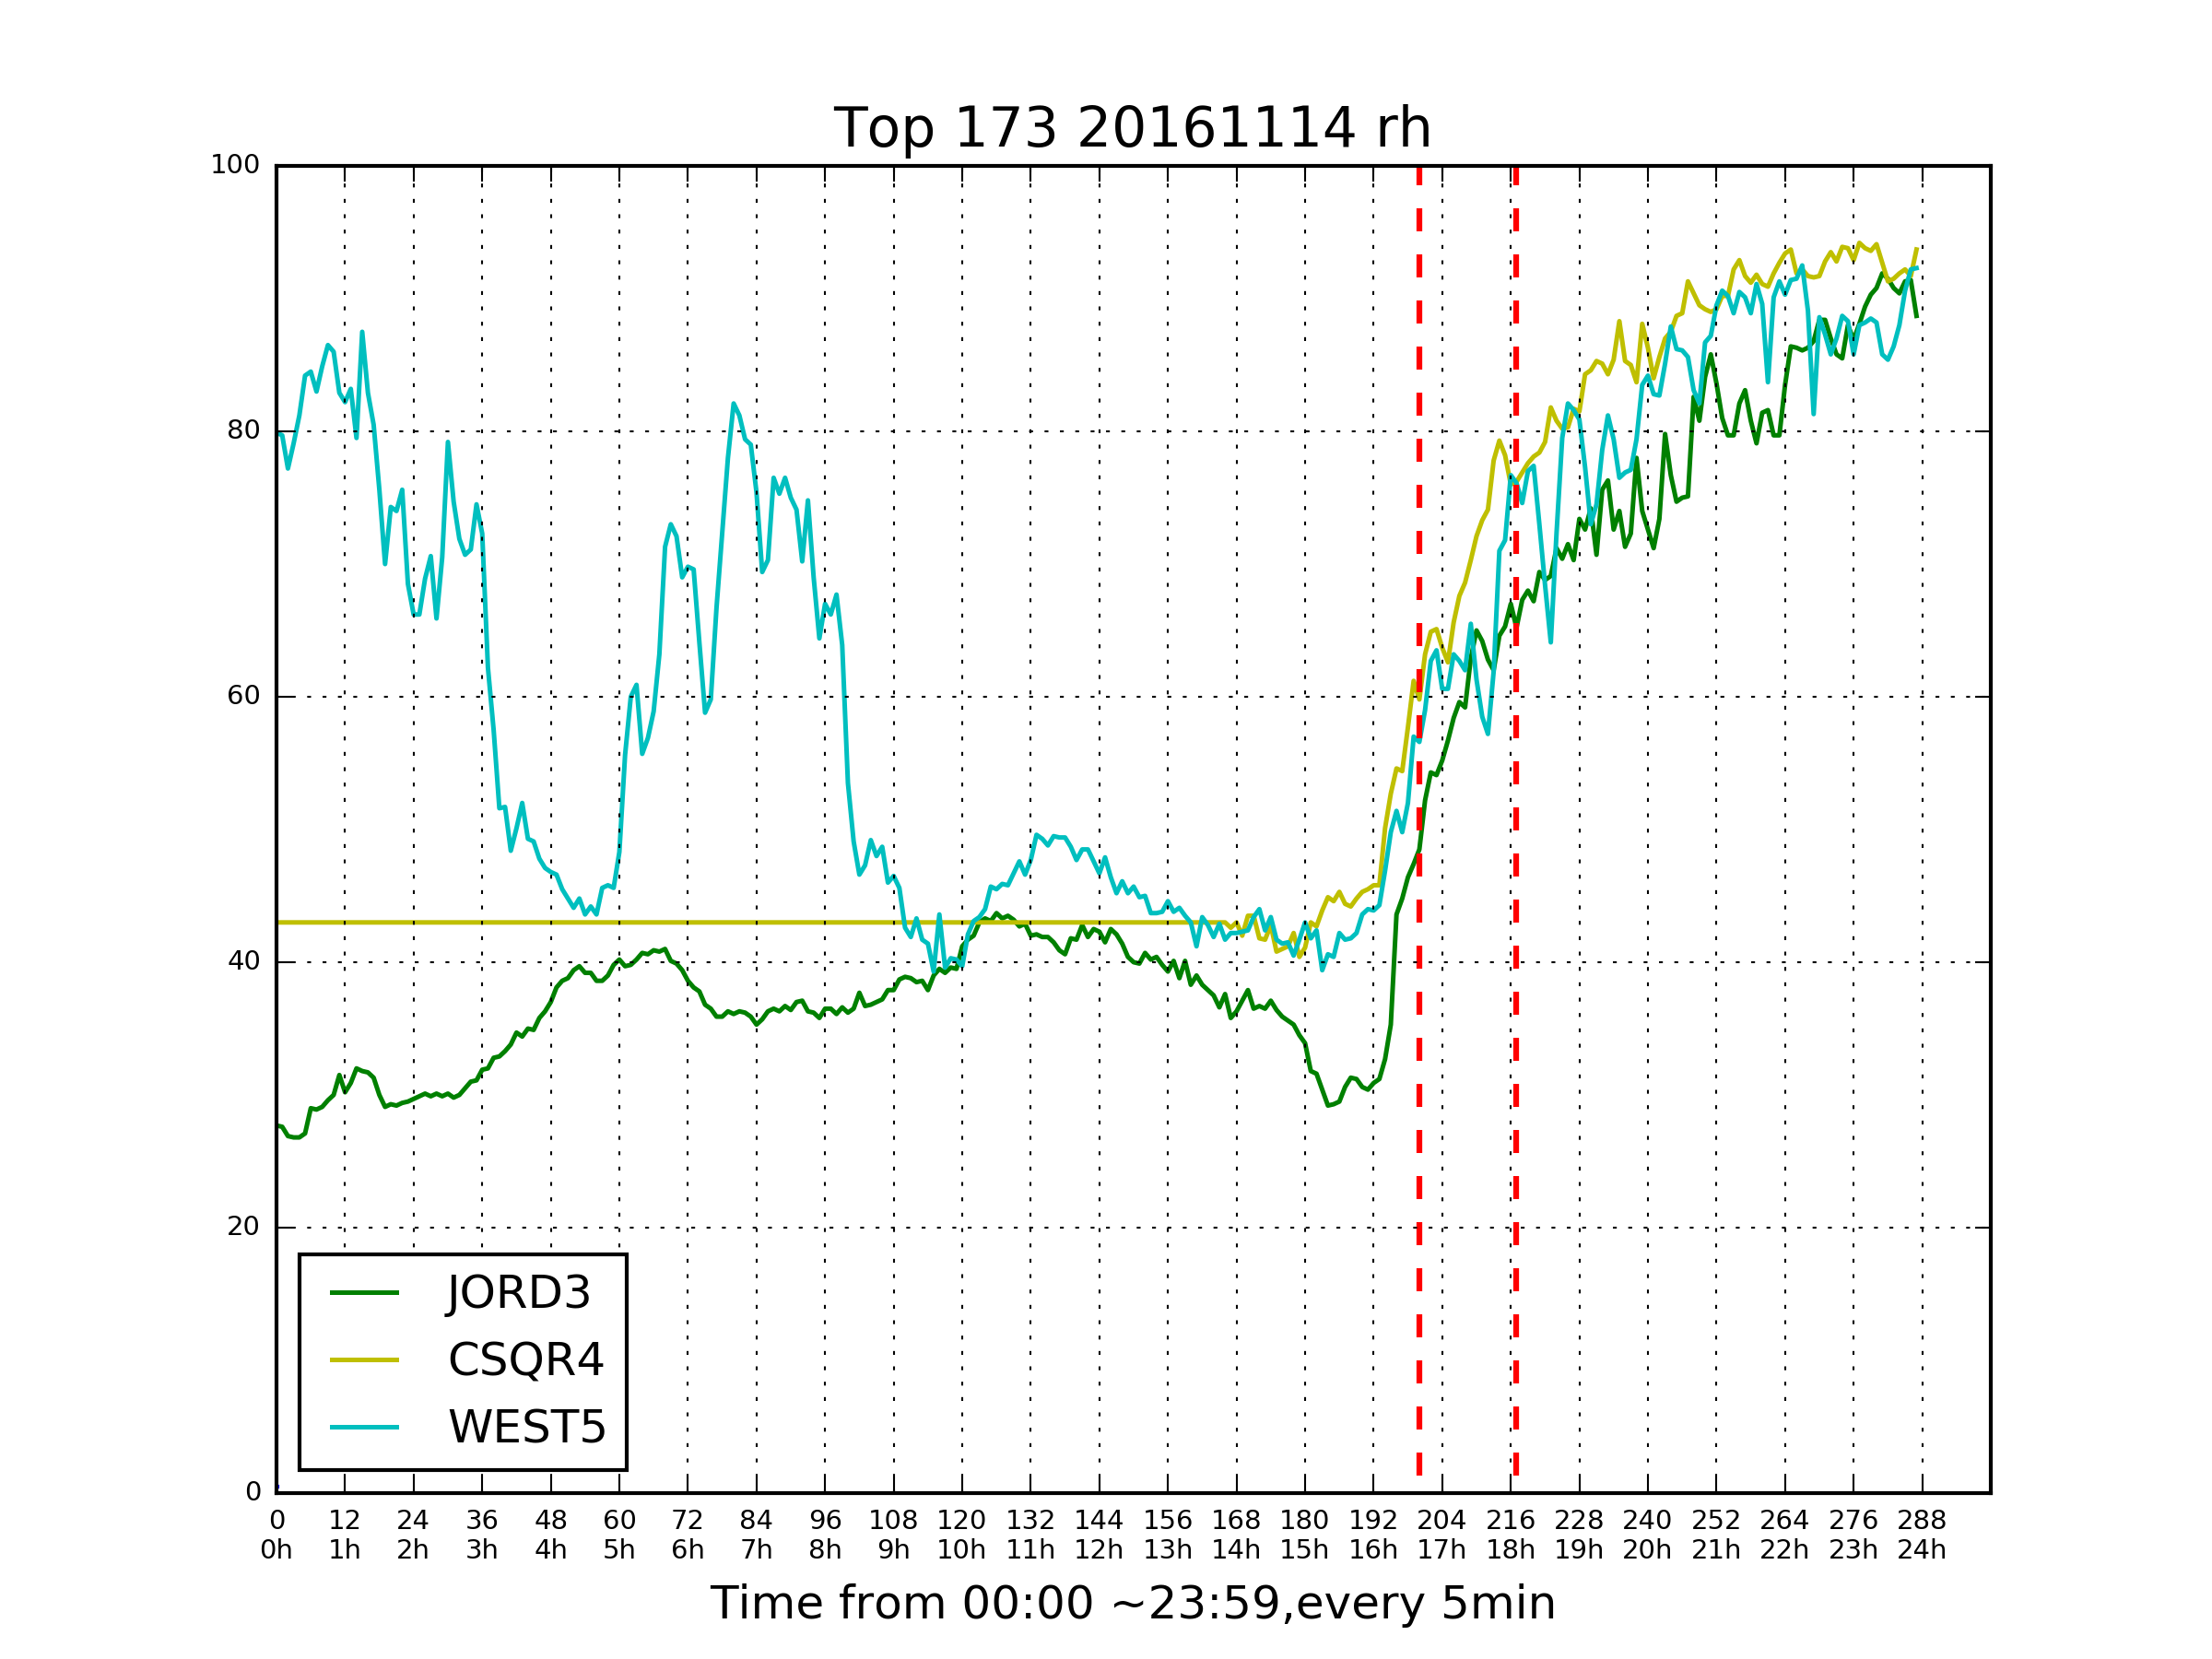 Top 173 20161114 rh
100
80
60
40
20
0
JORD3
CSQR4
WEST5
0 12 24 36 48 60 72 84 96 108 120 132 144 156 168 180 192 204 216 228 240 252 264 276 288
0h 1h 2h 3h 4h 5h 6h 7h 8h 9h 10h 11h 12h 13h 14h 15h 16h 17h 18h 19h 20h 21h 22h 23h 24h
Time from 00:00 ~23:59,every 5min